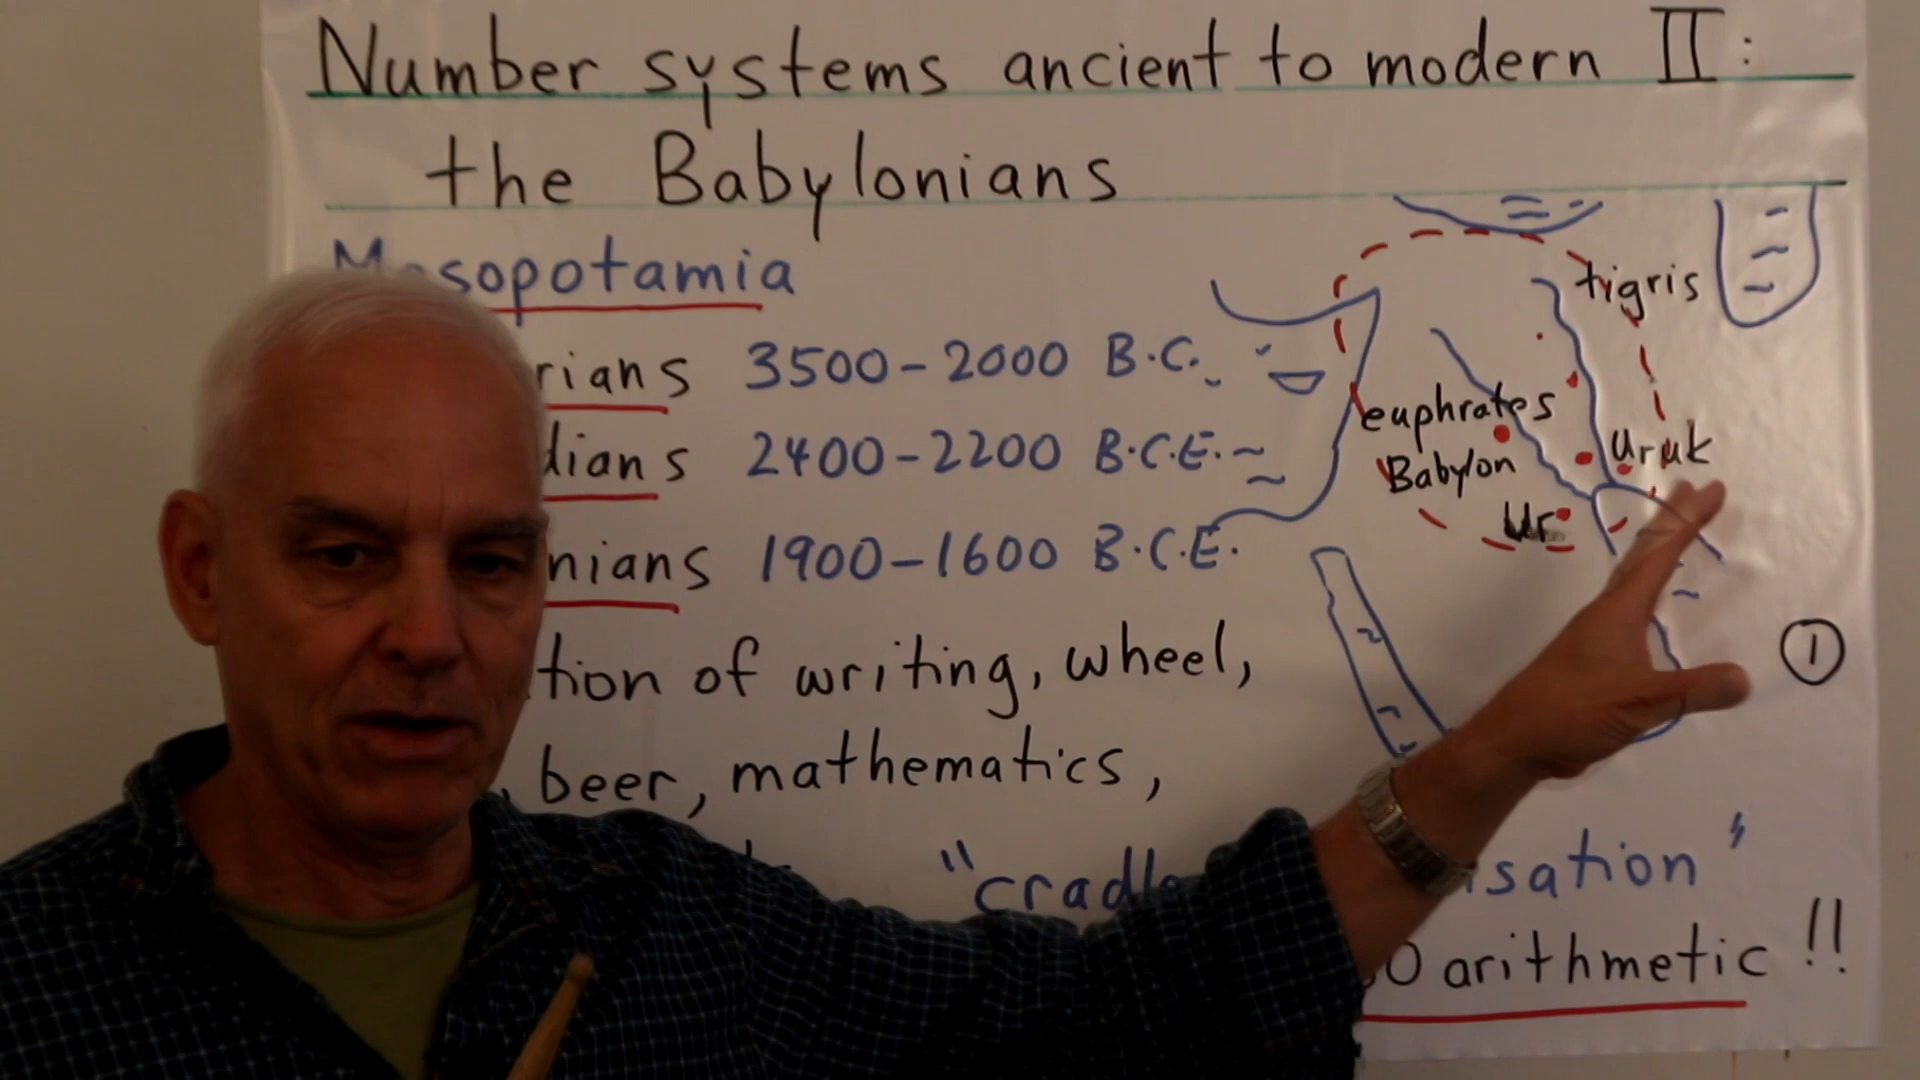 Number systems ancient to modern II:
the Babylonians
Mesopotamia
rians 3500-2000 B.C.
dians 2400-2200 B.C.E.
nians 1900-1600 B.C.E.
tion of writing, wheel,
, beer, mathematics,
"cradl isation"
0 arithmetic!!
tigris
euphrates
Uruk
Babylon
Ur
1